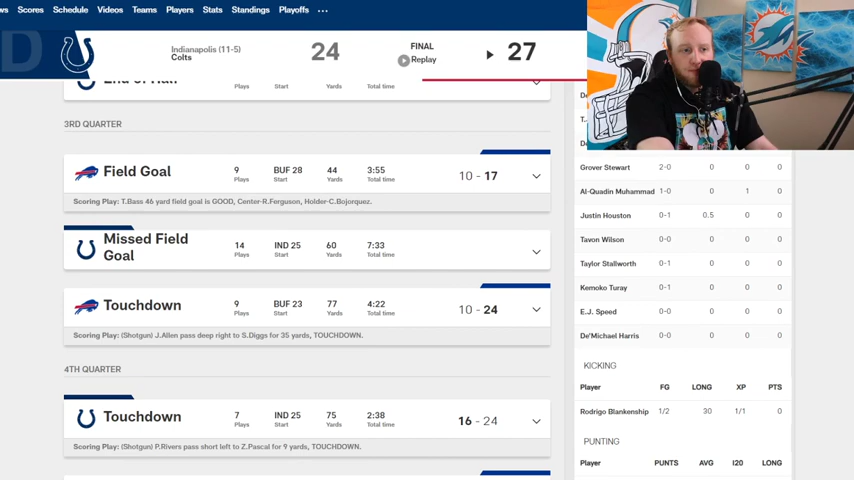 ws Scores Schedule Videos Teams Players Stats Standings Playoffs ...
Indianapolis (11-5)
Colts
24
FINAL
Replay
27
Plays Start Yards Total time
3RD QUARTER
Field Goal
9 Plays
BUF 28 Start
44 Yards
3:55 Total time
10 - 17
Scoring Play: T.Bass 46 yard field goal is GOOD, Center-R.Ferguson, Holder-C.Bojorquez.
Missed Field
Goal
14 Plays
IND 25 Start
60 Yards
7:33 Total time
Touchdown
9 Plays
BUF 23 Start
77 Yards
4:22 Total time
10 - 24
Scoring Play: (Shotgun) J.Allen pass deep right to S.Diggs for 35 yards, TOUCHDOWN.
4TH QUARTER
Touchdown
7 Plays
IND 25 Start
75 Yards
2:38 Total time
16 - 24
Scoring Play: (Shotgun) P.Rivers pass short left to Z.Pascal for 9 yards, TOUCHDOWN.
Grover Stewart 2-0 0 0 0
Al-Quadin Muhammad 1-0 0 1 0
Justin Houston 0-1 0.5 0 0
Tavon Wilson 0-0 0 0 0
Taylor Stallworth 0-1 0 0 0
Kemoko Turay 0-1 0 0 0
E.J. Speed 0-0 0 0 0
De'Michael Harris 0-0 0 0 0
KICKING
Player FG LONG XP PTS
Rodrigo Blankenship 1/2 30 1/1 0
PUNTING
Player PUNTS AVG I20 LONG